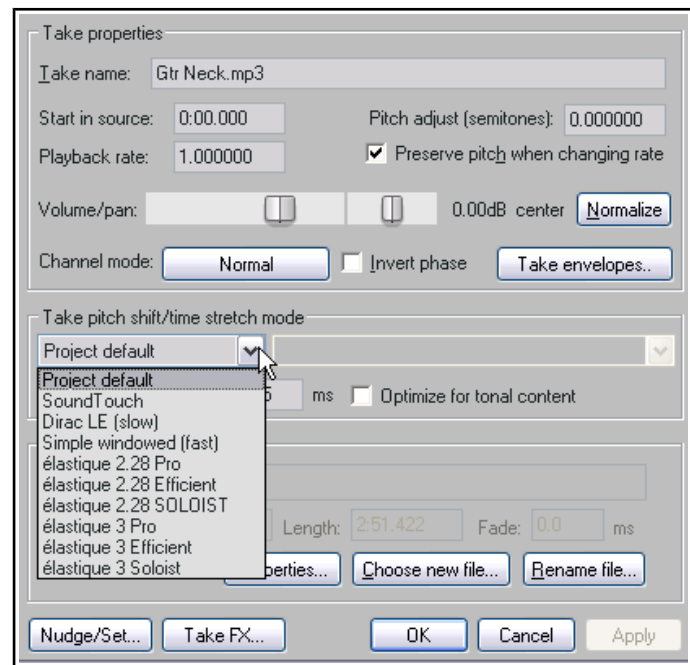 Take properties
Take name: Gtr Neck.mp3
Start in source: 0:00.000 Pitch adjust (semitones): 0.000000
Playback rate: 1.000000 Preserve pitch when changing rate
Volume/pan: 0.00dB center Normalize
Channel mode: Normal Invert phase Take envelopes..
Take pitch shift/time stretch mode
Project default
Project default
5 ms Optimize for tonal content
SoundTouch
Dirac LE (slow)
Simple windowed (fast)
élastique 2.28 Pro
élastique 2.28 Efficient
élastique 2.28 SOLOIST
élastique 3 Pro
Length: 2:51.422 Fade: 0.0 ms
élastique 3 Efficient
élastique 3 Soloist
Choose new file... Rename file...
Nudge/Set... Take FX... OK Cancel Apply